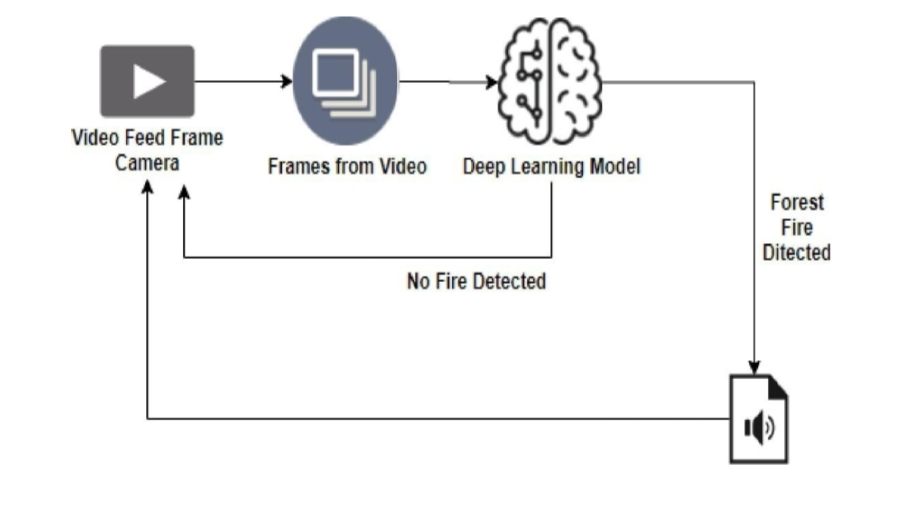 Video Feed Frame
Camera
Frames from Video
Deep Learning Model
Forest
Fire
Ditected
No Fire Detected